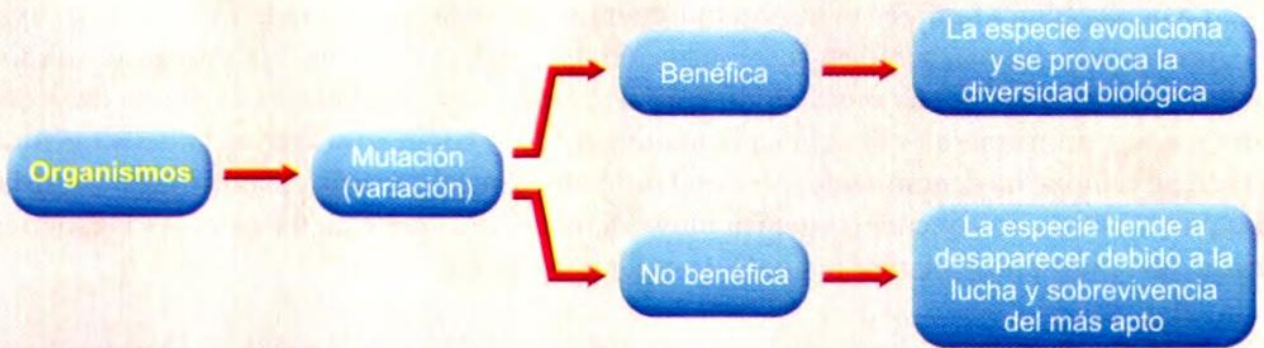 Organismos
Mutación
(variación)
Benéfica
La especie evoluciona
y se provoca la
diversidad biológica
No benéfica
La especie tiende a
desaparecer debido a la
lucha y sobrevivencia
del más apto